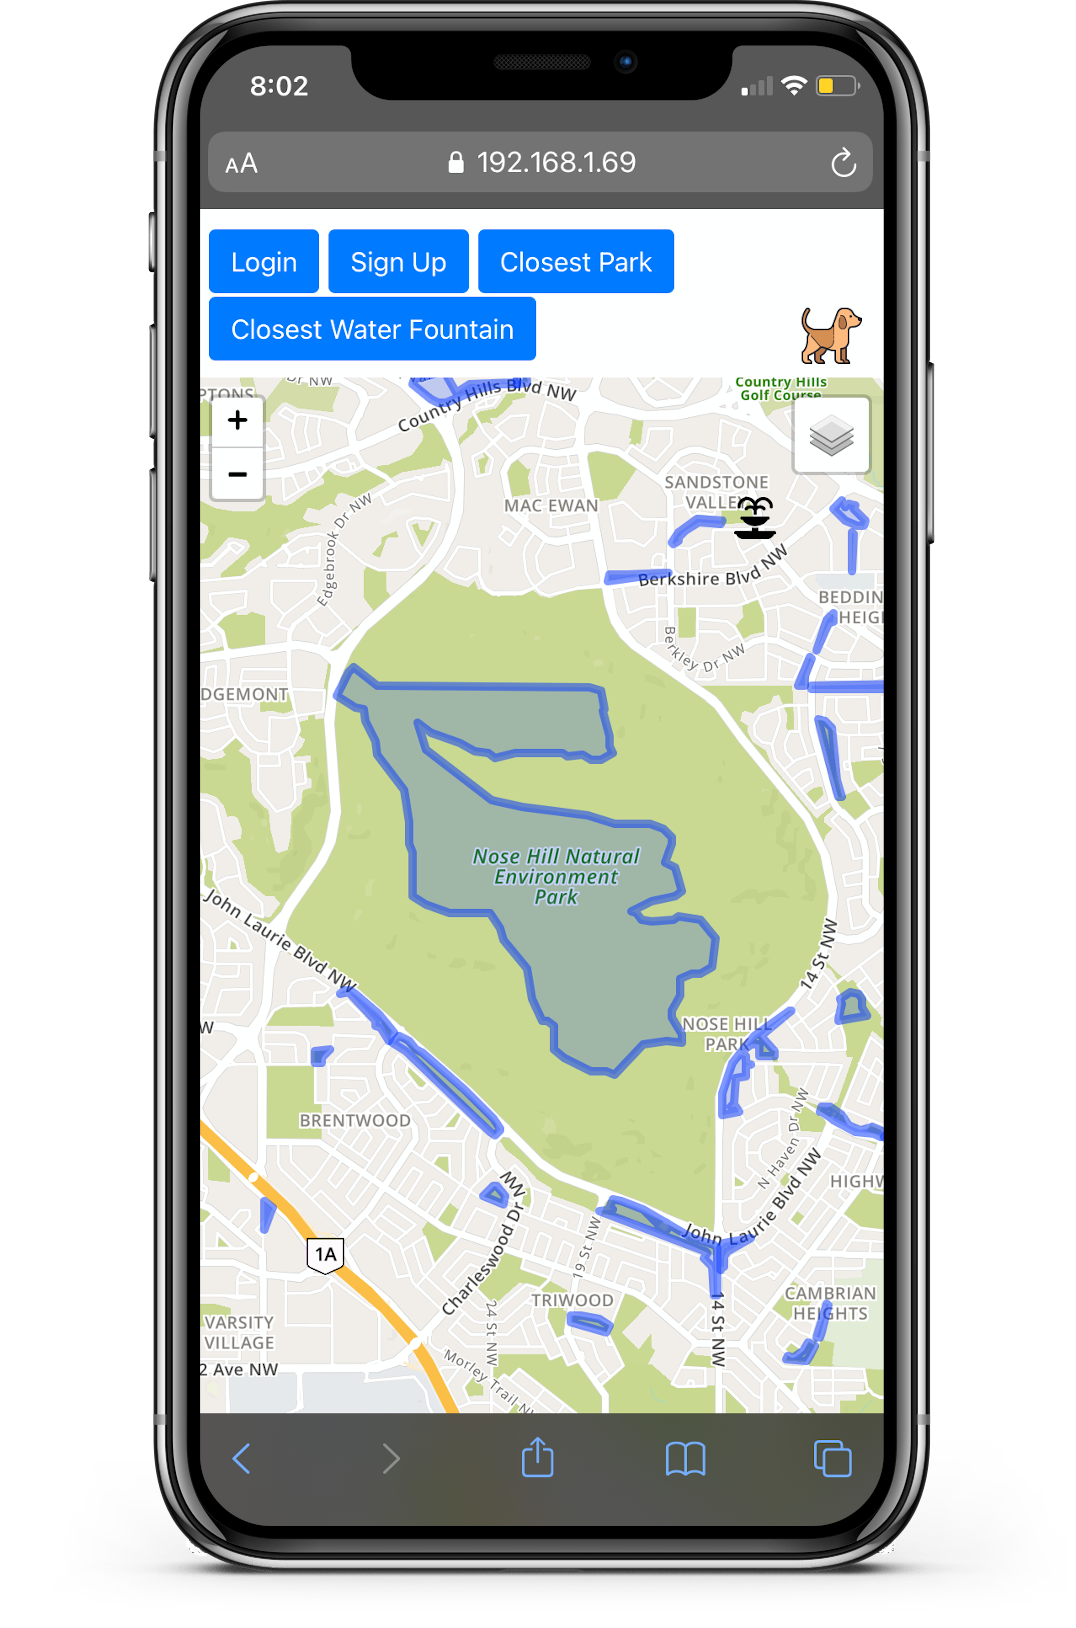 8:02
AA
192.168.1.69
Login
Sign Up
Closest Park
Closest Water Fountain
Dr NW
PTONS
Country Hills Blvd NW
Country Hills
Golf Course
+
−
MAC EWAN
SANDSTONE
VALLEY
Edgebrook Dr NW
Berkshire Blvd NW
BEDDIN
HEIGH
Berkley Dr NW
DGEMONT
Nose Hill Natural
Environment
Park
John Laurie Blvd NW
14 St NW
W
NOSE HILL
PARK
BRENTWOOD
N Haven Dr NW
HIGHW
NW
Charleswood Dr
John Laurie Blvd NW
19 St NW
1A
TRIWOOD
CAMBRIAN
HEIGHTS
14 St NW
24 St NW
VARSITY
VILLAGE
2 Ave NW
Morley Trail NW